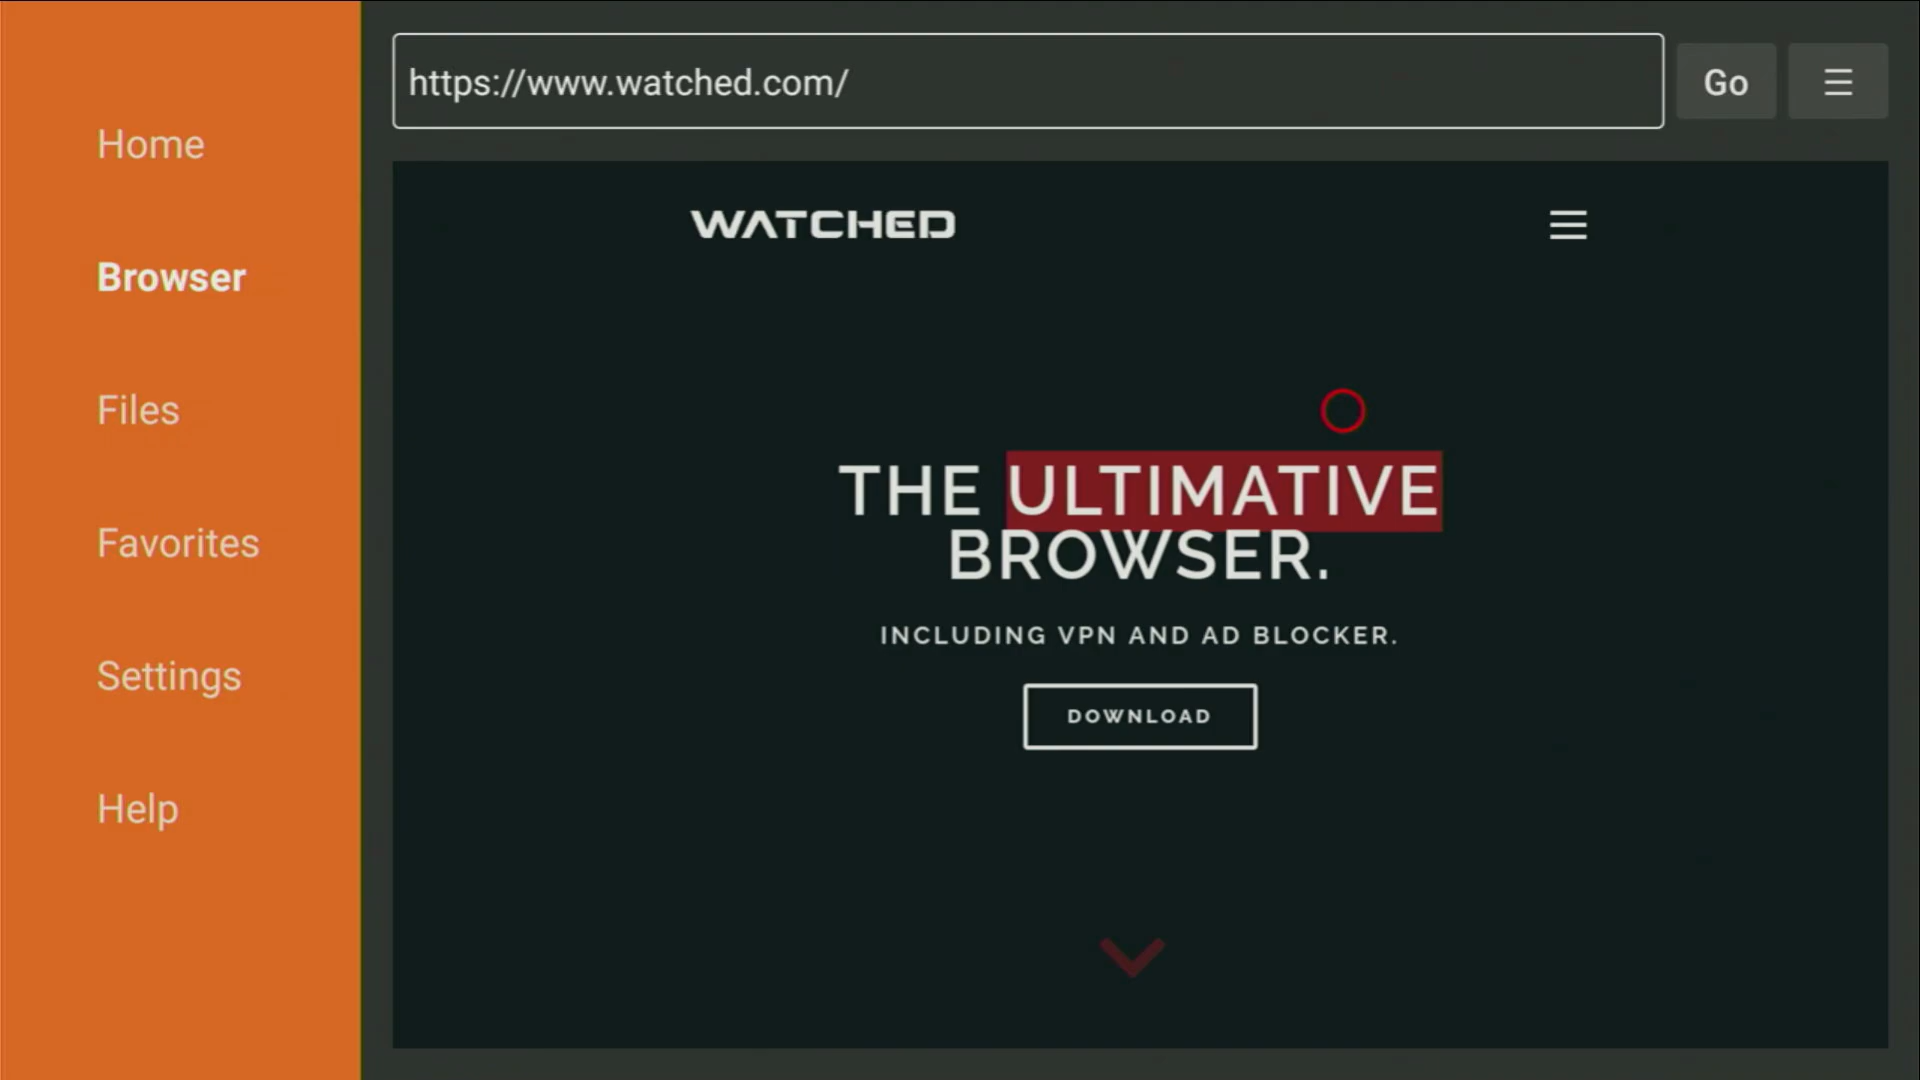 Home
Browser
Files
Favorites
Settings
Help
https://www.watched.com/
Go
WATCHED
THE ULTIMATIVE
BROWSER.
INCLUDING VPN AND AD BLOCKER.
DOWNLOAD